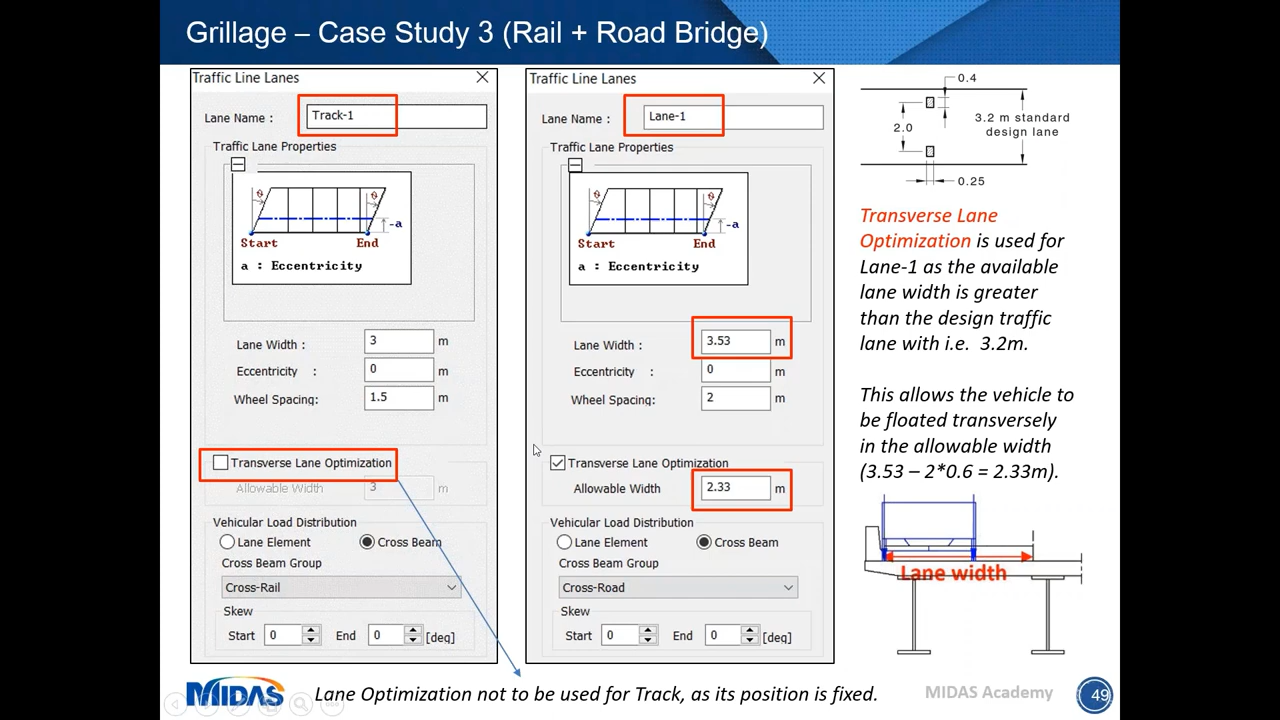 Grillage – Case Study 3 (Rail + Road Bridge)
Traffic Line Lanes
Lane Name :
Track-1
Traffic Lane Properties
Start
End
-a
a : Eccentricity
Lane Width :
3
m
Eccentricity :
0
m
Wheel Spacing:
1.5
m
Transverse Lane Optimization
Allowable Width
3
m
Vehicular Load Distribution
Lane Element
Cross Beam
Cross Beam Group
Cross-Rail
Skew
Start
0
End
0
[deg]
Traffic Line Lanes
Lane Name :
Lane-1
Traffic Lane Properties
Start
End
-a
a : Eccentricity
Lane Width :
3.53
m
Eccentricity :
0
m
Wheel Spacing:
2
m
Transverse Lane Optimization
Allowable Width
2.33
m
Vehicular Load Distribution
Lane Element
Cross Beam
Cross Beam Group
Cross-Road
Skew
Start
0
End
0
[deg]
0.4
2.0
3.2 m standard
design lane
0.25
Transverse Lane
Optimization is used for
Lane-1 as the available
lane width is greater
than the design traffic
lane with i.e. 3.2m.
This allows the vehicle to
be floated transversely
in the allowable width
(3.53 – 2*0.6 = 2.33m).
Lane width
MIDAS
Lane Optimization not to be used for Track, as its position is fixed.
MIDAS Academy
49